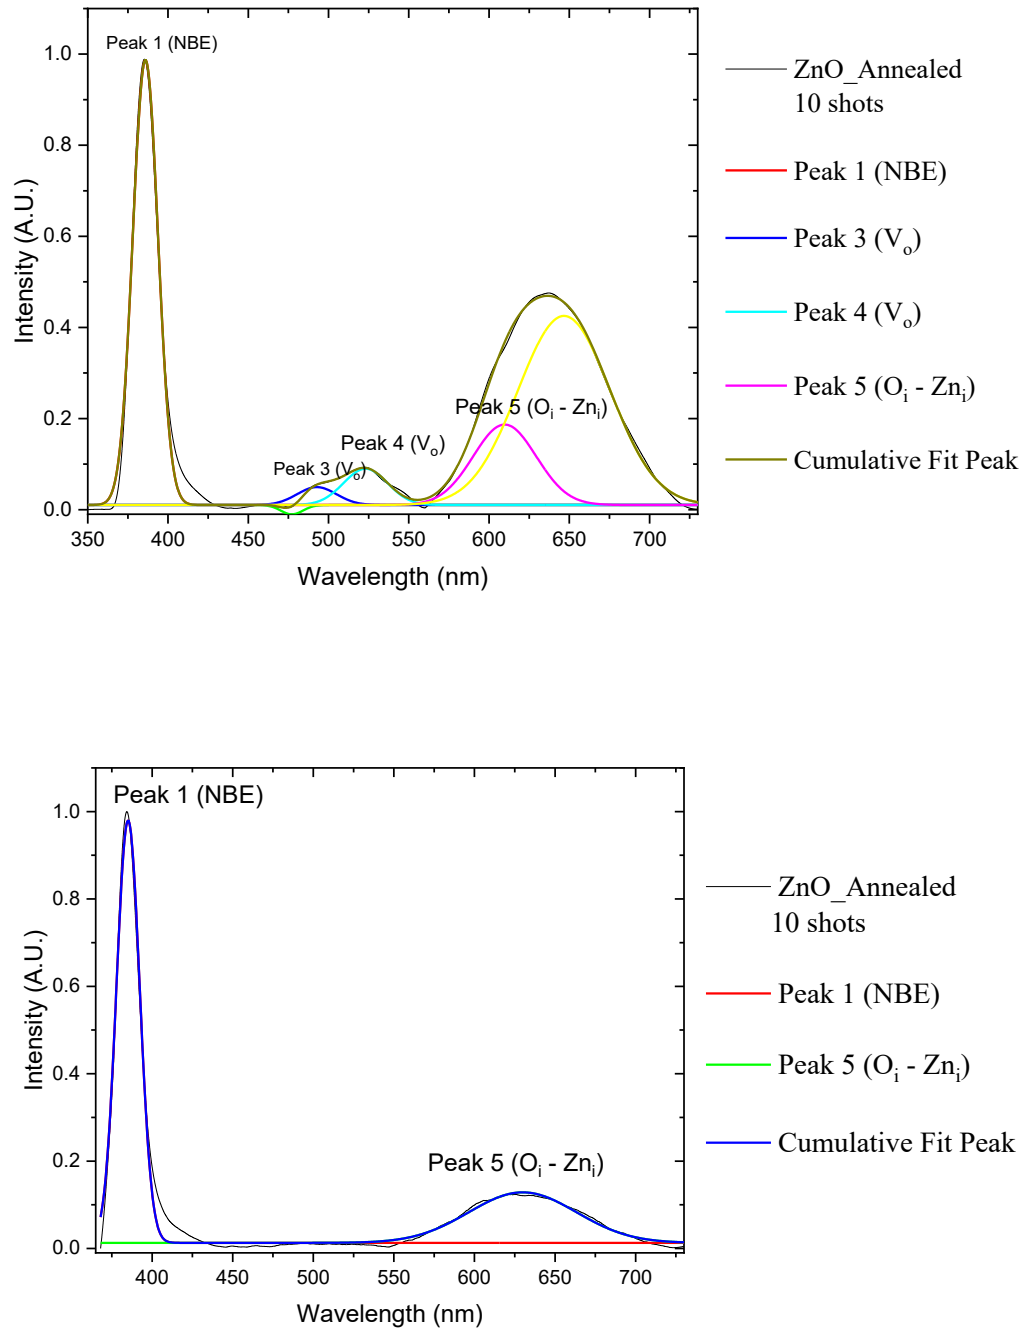 Peak 1 (NBE)
1.0
0.8
0.6
0.4
0.2
0.0
Intensity (A.U.)
Peak 3 (Vo)
Peak 4 (Vo)
Peak 5 (Oi - Zni)
350 400 450 500 550 600 650 700
Wavelength (nm)
ZnO_Annealed
10 shots
Peak 1 (NBE)
Peak 3 (Vo)
Peak 4 (Vo)
Peak 5 (Oi - Zni)
Cumulative Fit Peak
Peak 1 (NBE)
1.0
0.8
0.6
0.4
0.2
0.0
Intensity (A.U.)
Peak 5 (Oi - Zni)
400 450 500 550 600 650 700
Wavelength (nm)
ZnO_Annealed
10 shots
Peak 1 (NBE)
Peak 5 (Oi - Zni)
Cumulative Fit Peak